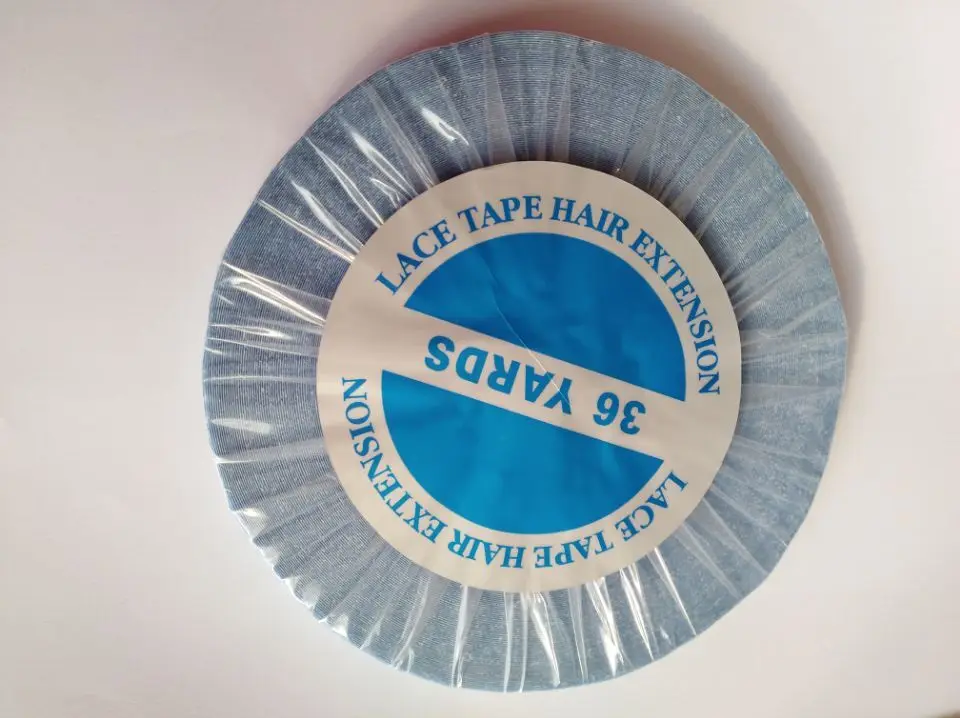 LACE TAPE HAIR EXTENSION
36 YARDS
LACE TAPE HAIR EXTENSION